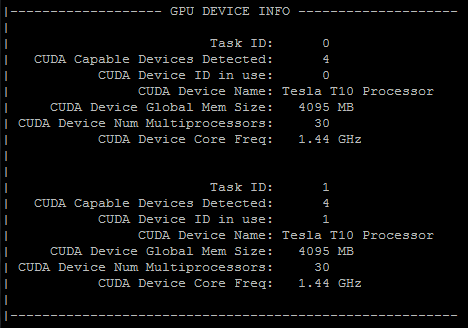 |------------------- GPU DEVICE INFO --------------------
|
|                         Task ID:      0
|   CUDA Capable Devices Detected:      4
|           CUDA Device ID in use:      0
|                CUDA Device Name: Tesla T10 Processor
|     CUDA Device Global Mem Size:   4095 MB
| CUDA Device Num Multiprocessors:     30
|           CUDA Device Core Freq:   1.44 GHz
|
|
|                         Task ID:      1
|   CUDA Capable Devices Detected:      4
|           CUDA Device ID in use:      1
|                CUDA Device Name: Tesla T10 Processor
|     CUDA Device Global Mem Size:   4095 MB
| CUDA Device Num Multiprocessors:     30
|           CUDA Device Core Freq:   1.44 GHz
|
|--------------------------------------------------------